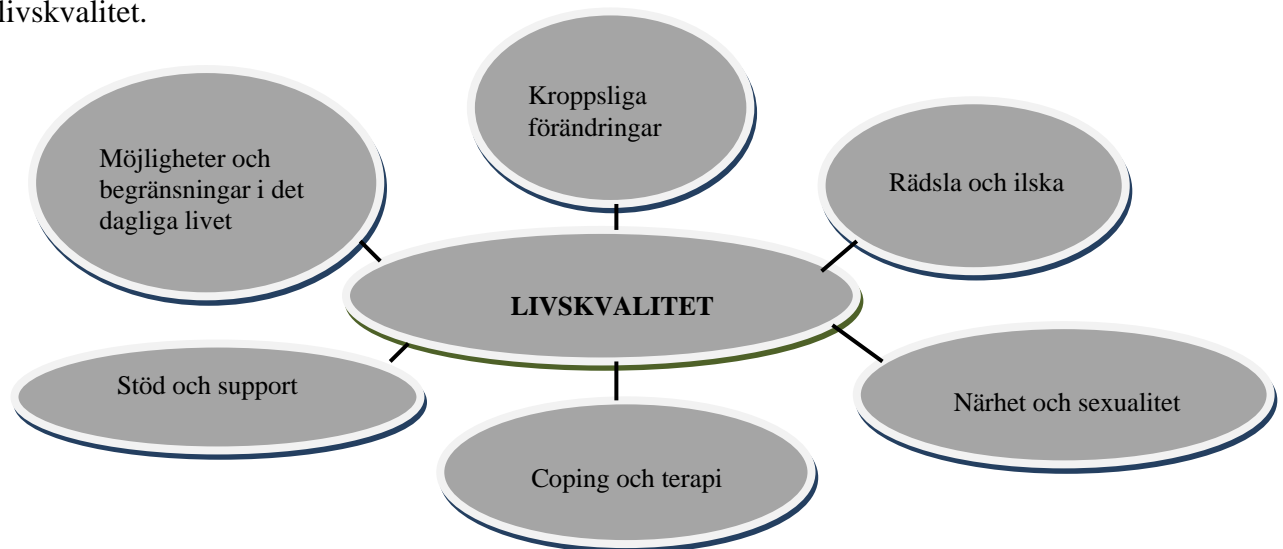 livskvalitet.
Kroppsliga
förändringar
Möjligheter och
begränsningar i det
dagliga livet
Rädsla och ilska
LIVSKVALITET
Stöd och support
Närhet och sexualitet
Coping och terapi